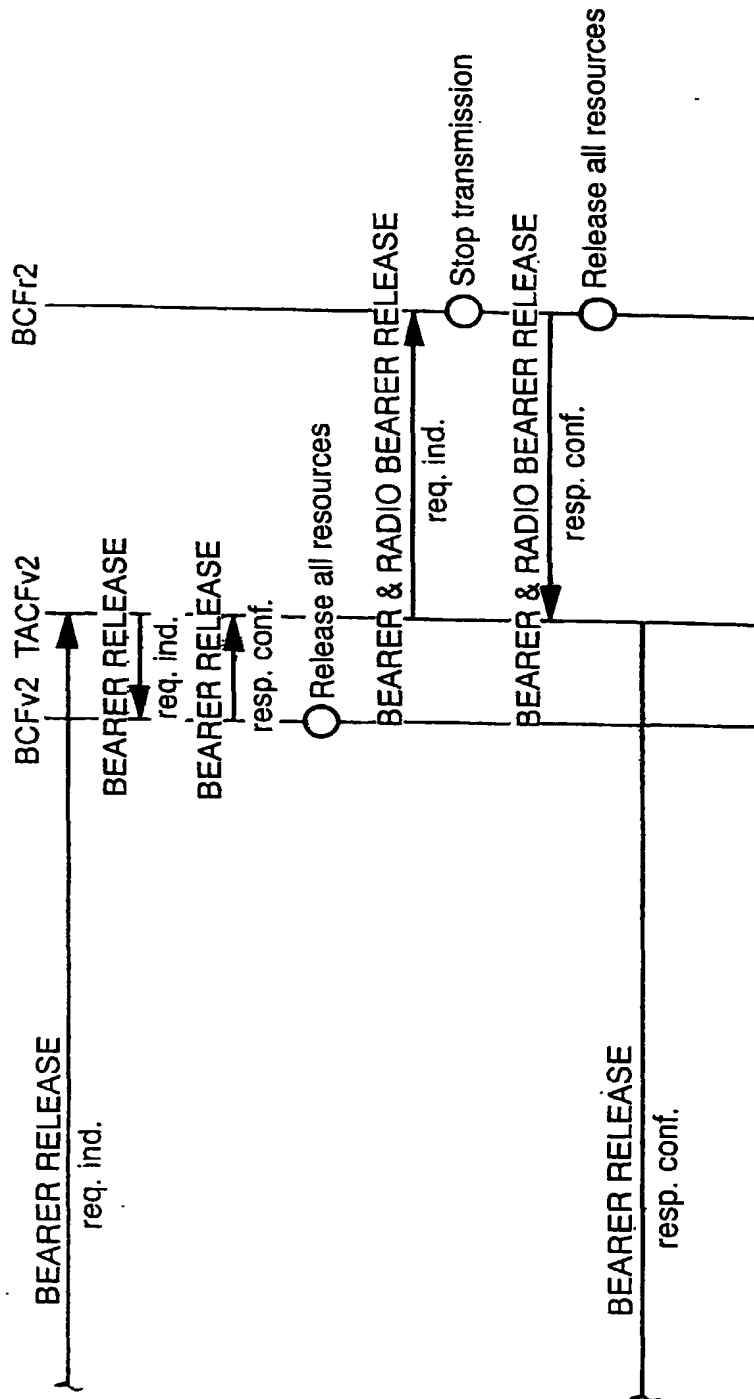 BCFv2
TACFv2
BCFr2
BEARER RELEASE
req. ind.
BEARER RELEASE
req. ind.
BEARER RELEASE
resp. conf.
Release all resources
BEARER & RADIO BEARER RELEASE
req. ind.
Stop transmission
BEARER & RADIO BEARER RELEASE
resp. conf.
Release all resources
BEARER RELEASE
resp. conf.